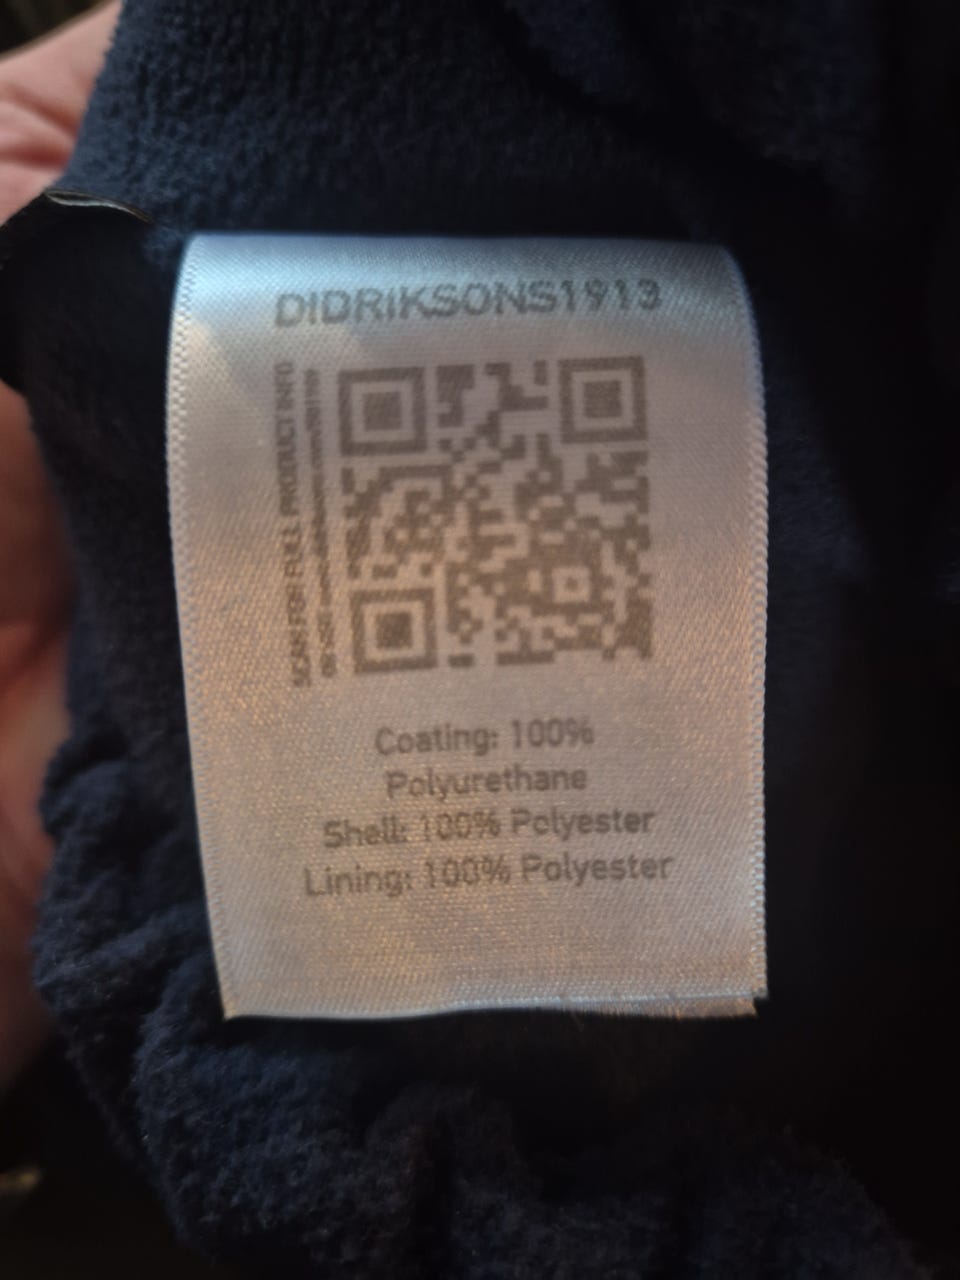 DIDRIKSONS1913
SCAN FOR FULL PRODUCT INFO
Coating: 100%
Polyurethane
Shell: 100% Polyester
Lining: 100% Polyester